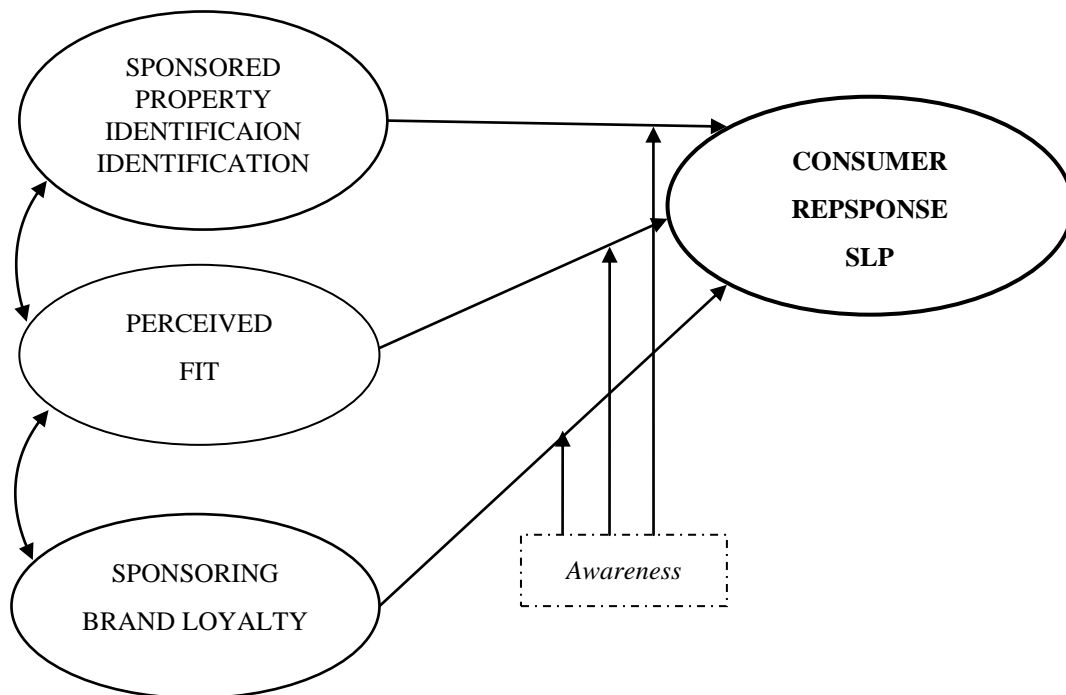 SPONSORED
PROPERTY
IDENTIFICAION
IDENTIFICATION
CONSUMER
REPSPONSE
SLP
PERCEIVED
FIT
SPONSORING
BRAND LOYALTY
Awareness